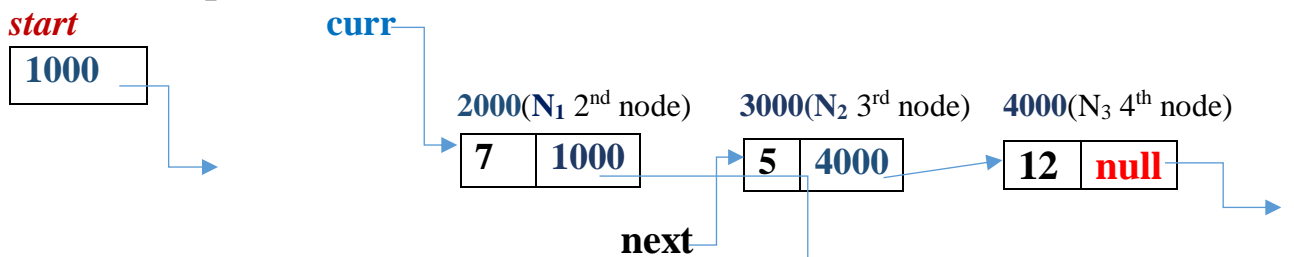 start curr
1000
2000(N₁ 2ⁿᵈ node) 3000(N₂ 3ʳᵈ node) 4000(N₃ 4ᵗʰ node)
7 1000 5 4000 12 null
next